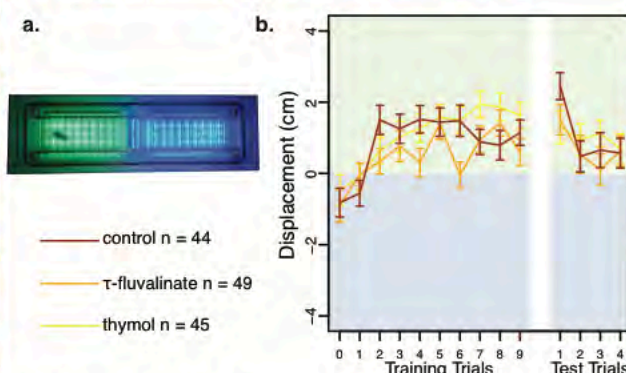 a.
control n = 44
τ-fluvalinate n = 49
thymol n = 45
b.
Displacement (cm)
4
2
0
-2
-4
0 1 2 3 4 5 6 7 8 9
Training Trials
1 2 3 4
Test Trials